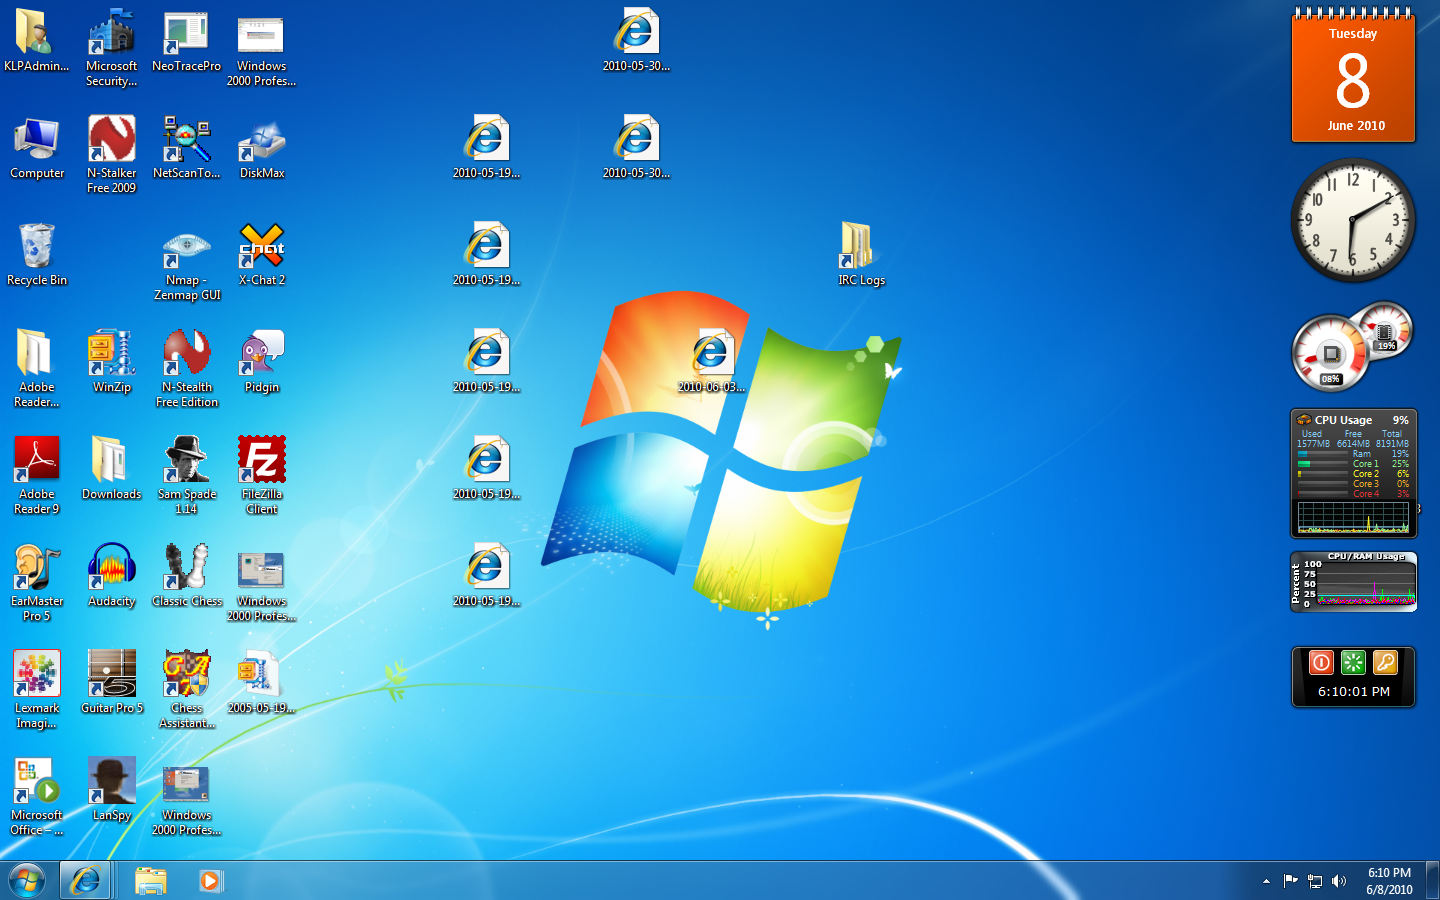 KLPAdmin...
Microsoft
Security...
NeoTracePro
Windows
2000 Profes...
2010-05-30...
Computer
N-Stalker
Free 2009
NetScanTo...
DiskMax
2010-05-19...
2010-05-30...
Recycle Bin
Nmap -
Zenmap GUI
chat
X-Chat 2
2010-05-19...
IRC Logs
Adobe
Reader...
WinZip
N-Stealth
Free Edition
Pidgin
2010-05-19...
2010-06-03...
Adobe
Reader 9
Downloads
Sam Spade
1.14
Fz
FileZilla
Client
2010-05-19...
EarMaster
Pro 5
Audacity
Classic Chess
Windows
2000 Profes...
2010-05-19...
Lexmark
Imagi...
5
Guitar Pro 5
CA
Chess
Assistant...
2005-05-19...
Microsoft
Office – ...
LanSpy
Windows
2000 Profes...
Tuesday
8
June 2010
12
11
1
10
2
9
3
8
4
7
5
6
19%
08%
CPU Usage 9%
Used Free Total
1577MB 6614MB 8191MB
Ram 19%
Core 1 25%
Core 2 6%
Core 3 0%
Core 4 3%
CPU/RAM Usage
Percent
100
75
50
25
0
6:10:01 PM
6:10 PM
6/8/2010